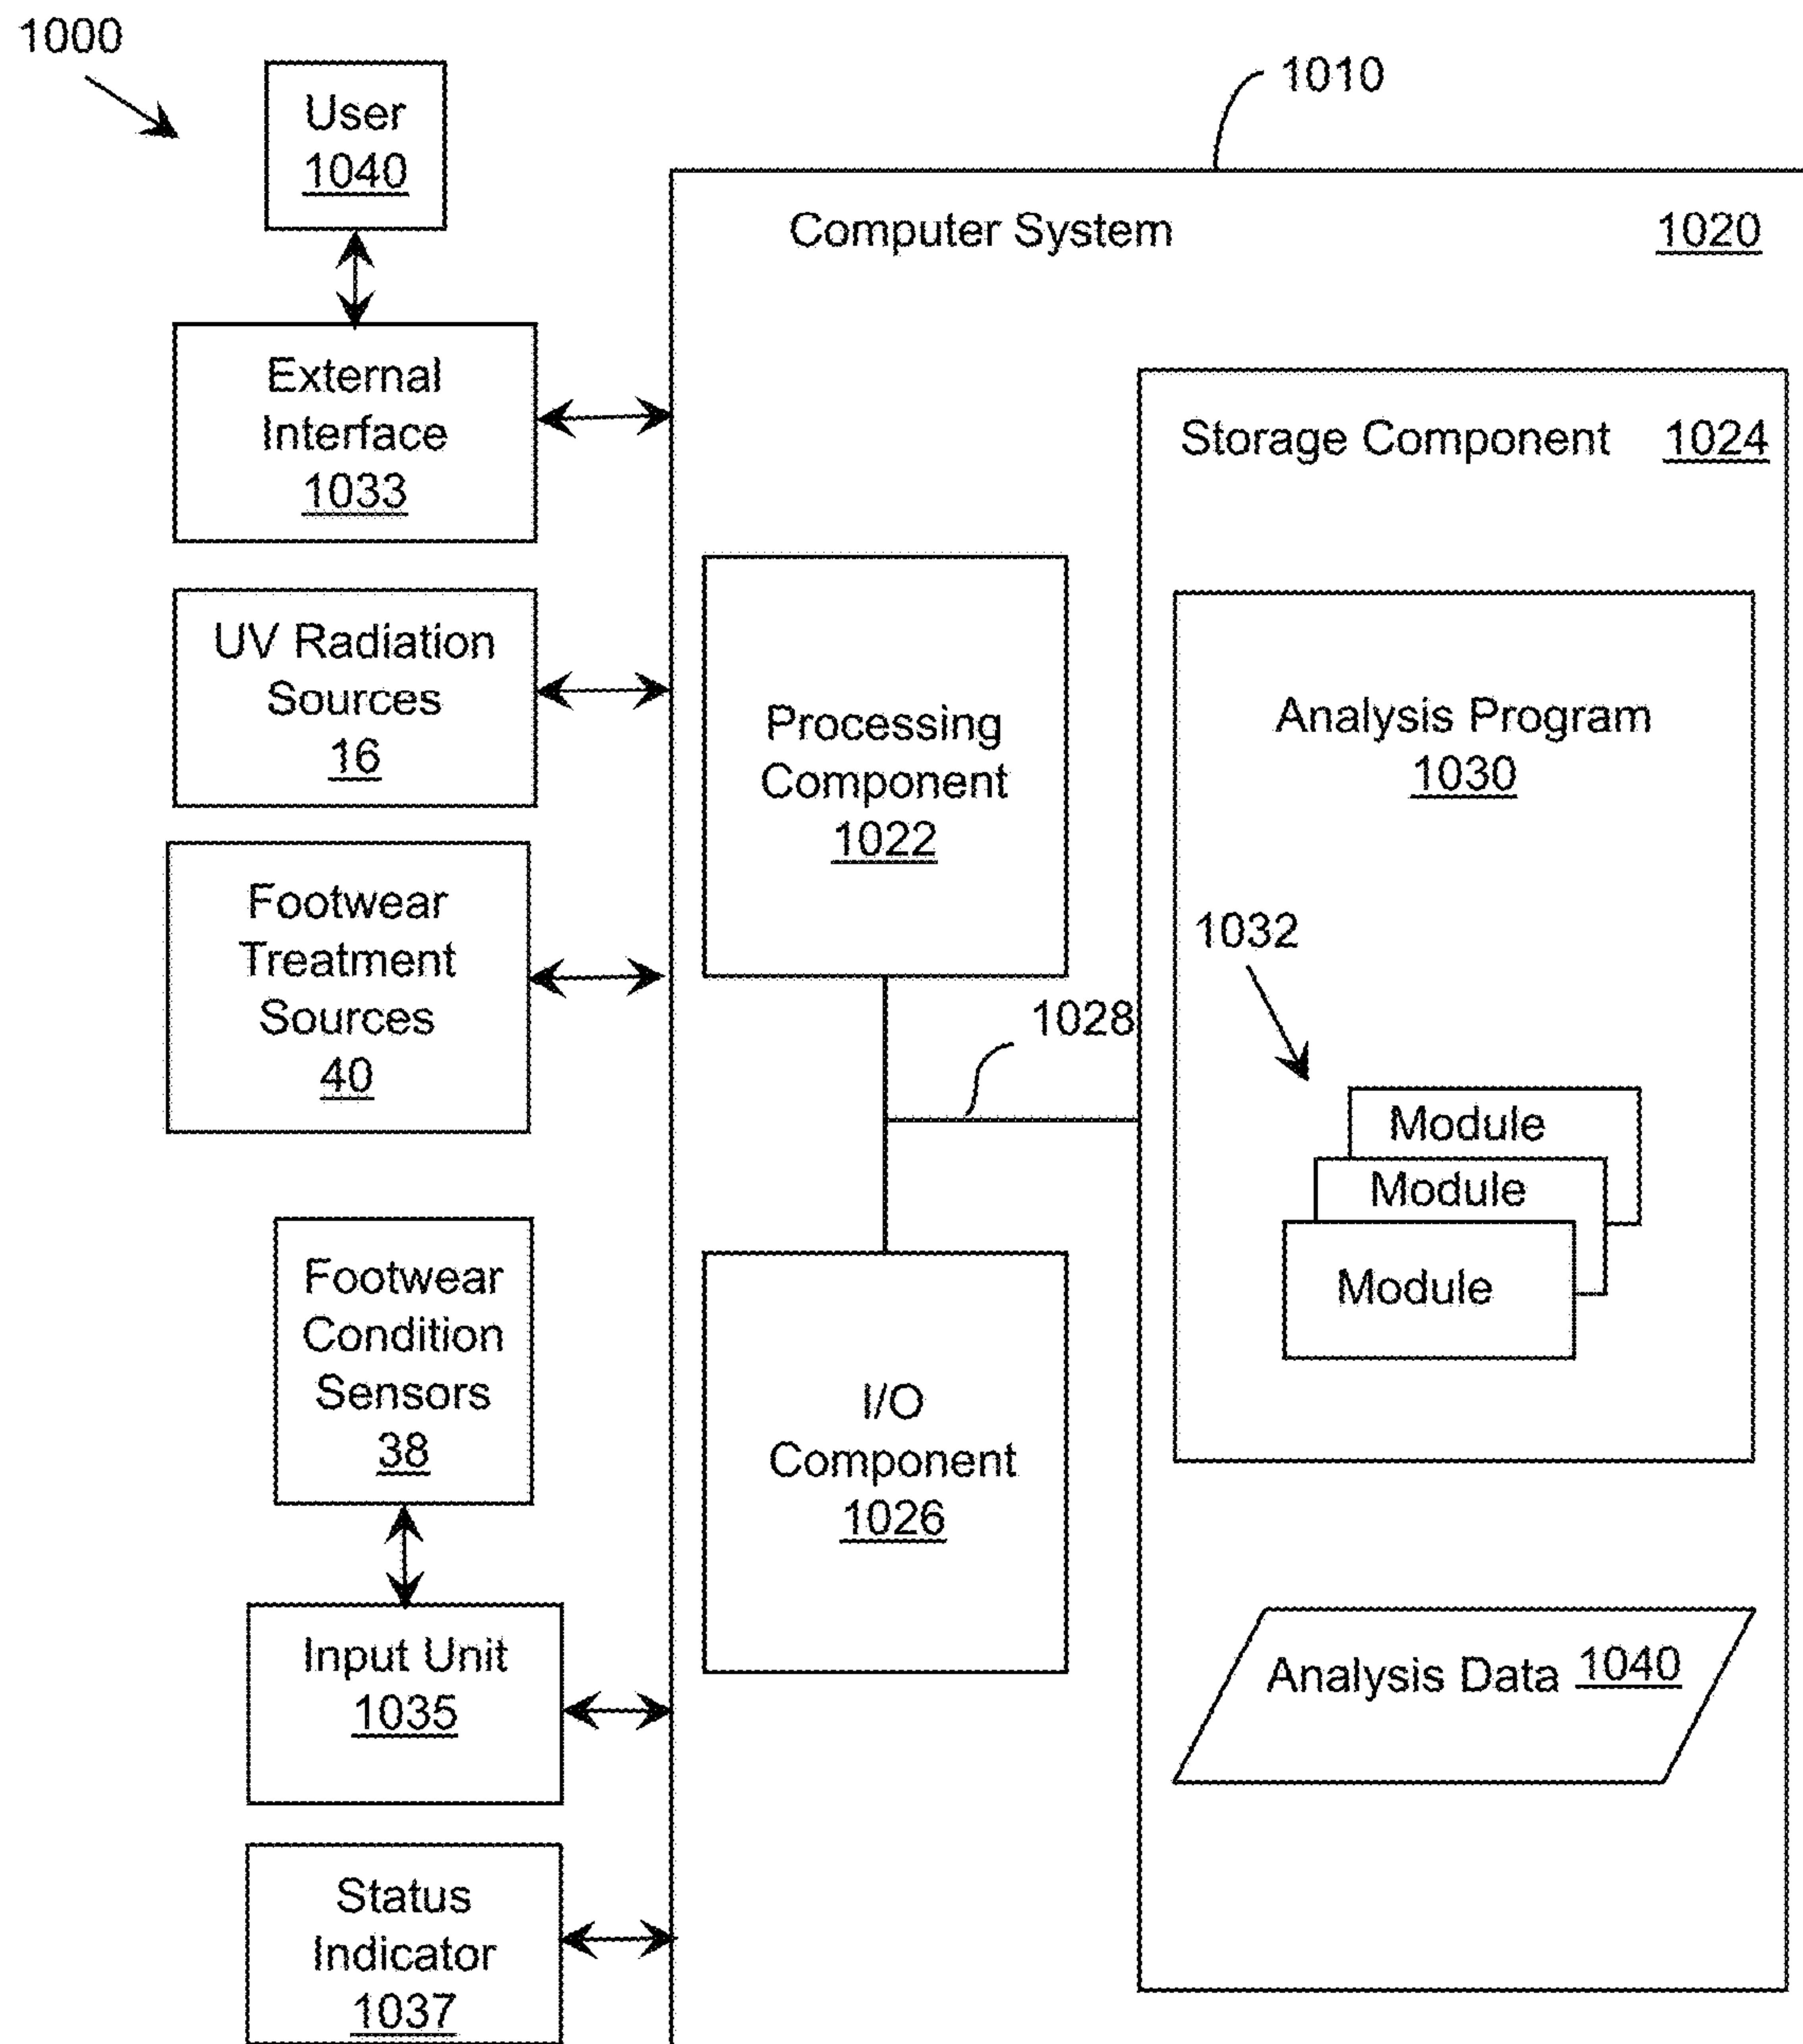 1000
User
1040
External
Interface
1033
UV Radiation
Sources
16
Footwear
Treatment
Sources
40
Footwear
Condition
Sensors
38
Input Unit
1035
Status
Indicator
1037
1010
Computer System 1020
Processing
Component
1022
1028
I/O
Component
1026
Storage Component 1024
Analysis Program
1030
1032
Module
Module
Module
Analysis Data 1040